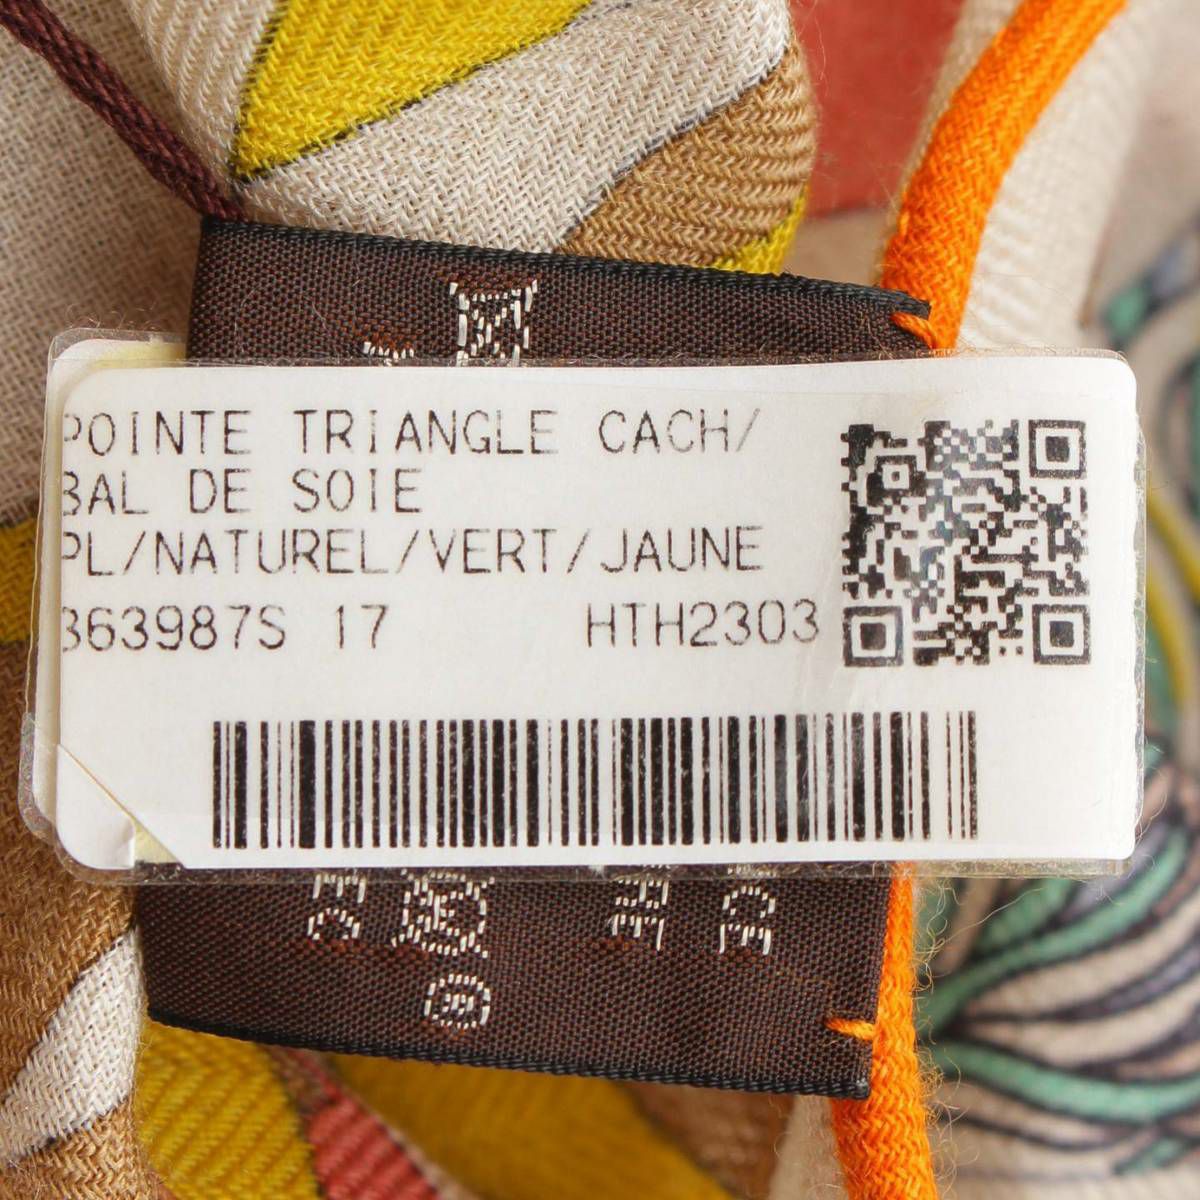 POINTE TRIANGLE CACH/
BAL DE SOIE
PL/NATUREL/VERT/JAUNE
363987S 17 HTH2303